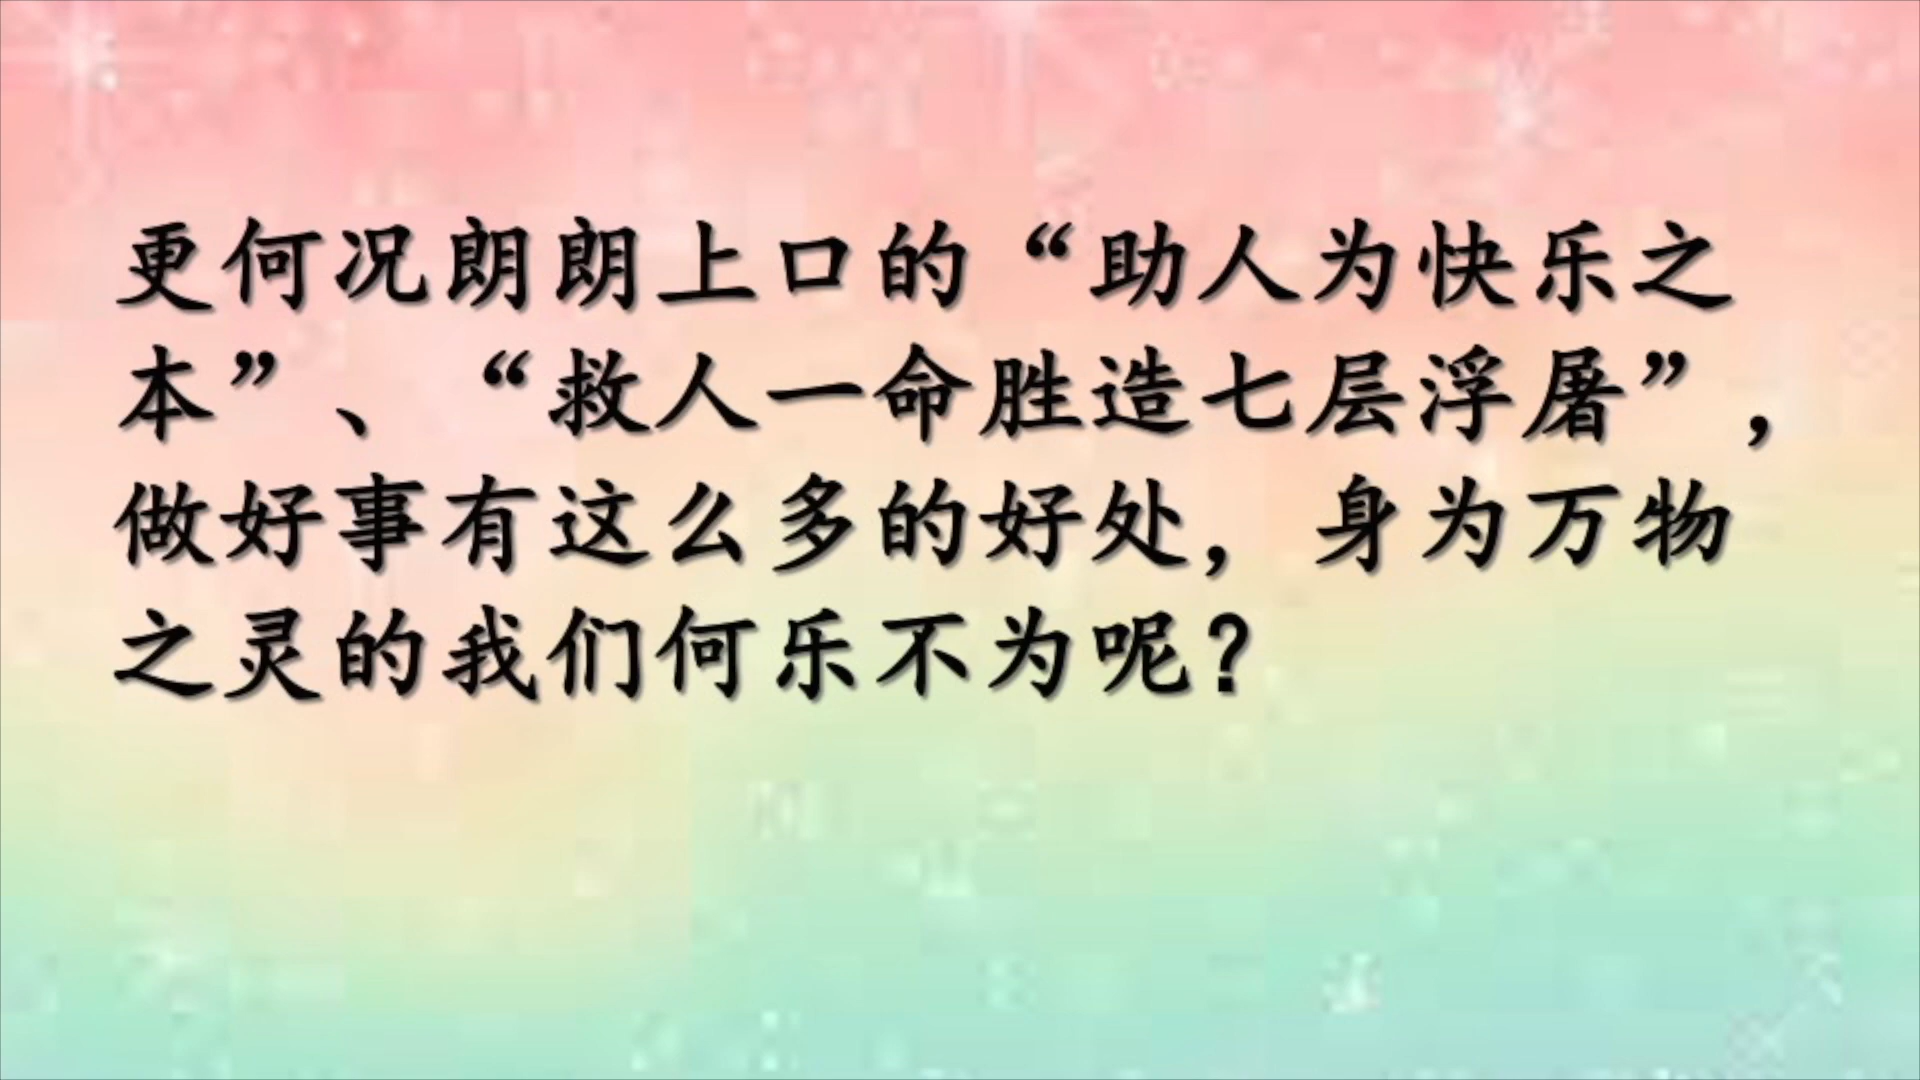 更何况朗朗上口的“助人为快乐之
本”、“救人一命胜造七层浮屠”，
做好事有这么多的好处，身为万物
之灵的我们何乐不为呢？